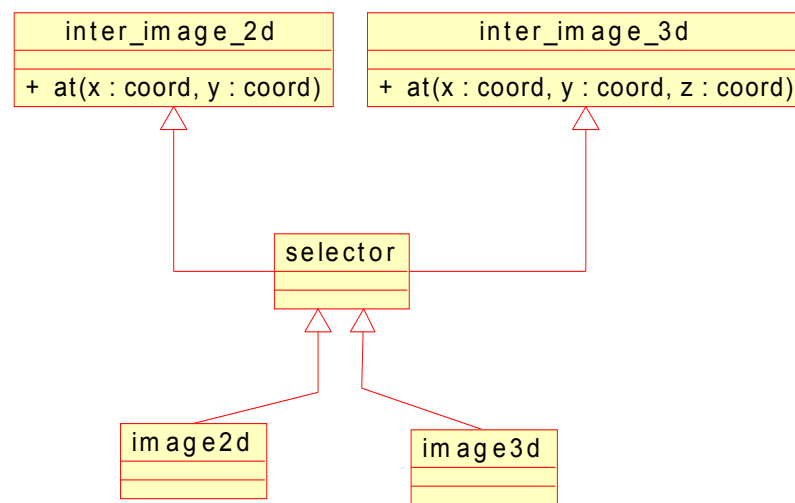 inter_image_2d
inter_image_3d
+ at(x : coord, y : coord)
+ at(x : coord, y : coord, z : coord)
selector
image2d
image3d